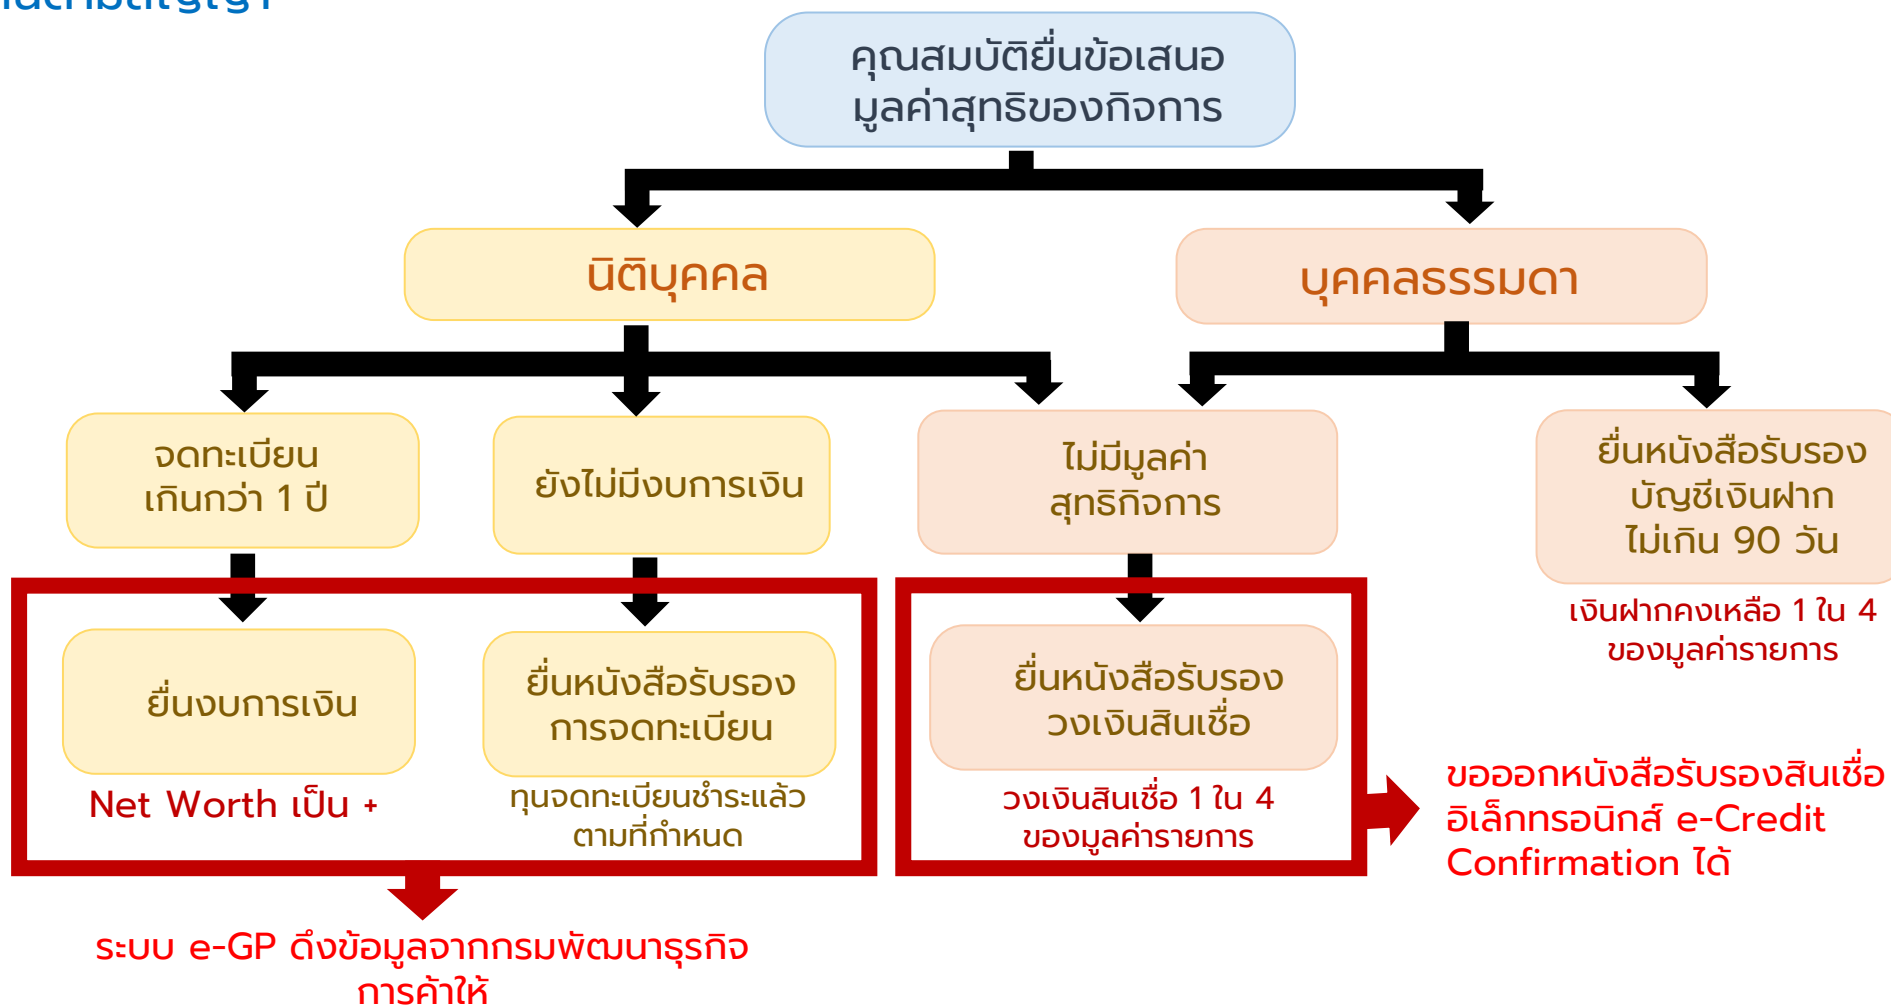 คุณสมบัติยื่นข้อเสนอ
มูลค่าสุทธิของกิจการ
นิติบุคคล
บุคคลธรรมดา
จดทะเบียน
เกินกว่า 1 ปี
ยังไม่มีงบการเงิน
ไม่มีมูลค่า
สุทธิกิจการ
ยื่นหนังสือรับรอง
บัญชีเงินฝาก
ไม่เกิน 90 วัน
เงินฝากคงเหลือ 1 ใน 4
ของมูลค่ารายการ
ยื่นงบการเงิน
Net Worth เป็น +
ยื่นหนังสือรับรอง
การจดทะเบียน
ทุนจดทะเบียนชำระแล้ว
ตามที่กำหนด
ยื่นหนังสือรับรอง
วงเงินสินเชื่อ
วงเงินสินเชื่อ 1 ใน 4
ของมูลค่ารายการ
ขอออกหนังสือรับรองสินเชื่อ
อิเล็กทรอนิกส์ e-Credit
Confirmation ได้
ระบบ e-GP ดึงข้อมูลจากกรมพัฒนาธุรกิจ
การค้าให้